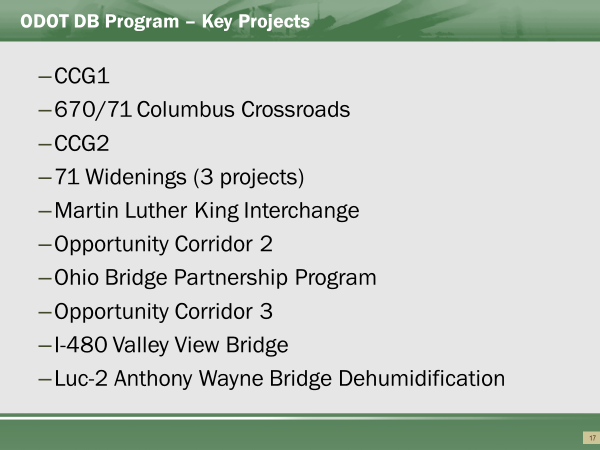 ODOT DB Program – Key Projects
–CCG1
–670/71 Columbus Crossroads
–CCG2
–71 Widenings (3 projects)
–Martin Luther King Interchange
–Opportunity Corridor 2
–Ohio Bridge Partnership Program
–Opportunity Corridor 3
–I-480 Valley View Bridge
–Luc-2 Anthony Wayne Bridge Dehumidification
17